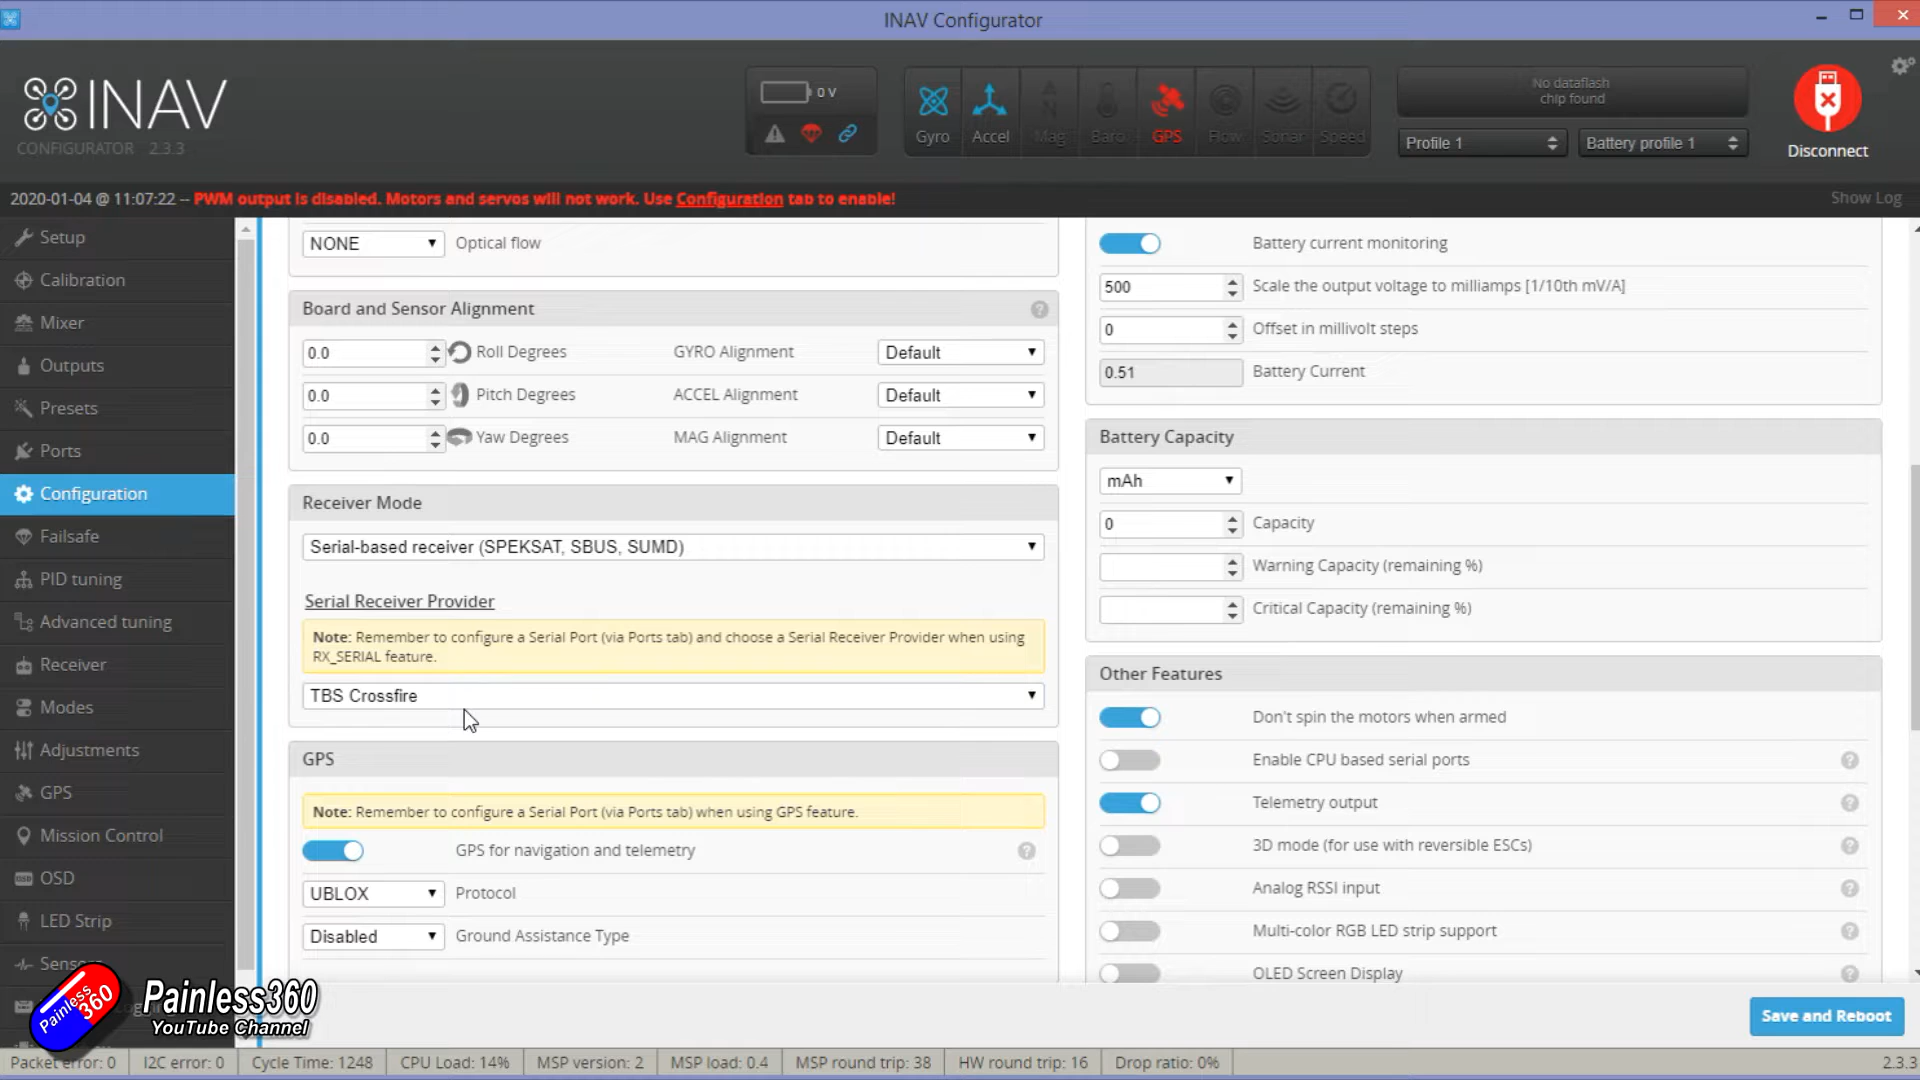 INAV Configurator
INAV
CONFIGURATOR 2.3.3
0 V
Gyro
Accel
Mag
Baro
GPS
Flow
Sonar
Speed
No dataflash
chip found
Profile 1
Battery profile 1
Disconnect
2020-01-04 @ 11:07:22 -- PWM output is disabled. Motors and servos will not work. Use Configuration tab to enable!
Show Log
Setup
Calibration
Mixer
Outputs
Presets
Ports
Configuration
Failsafe
PID tuning
Advanced tuning
Receiver
Modes
Adjustments
GPS
Mission Control
OSD
LED Strip
Sensors
NONE
Optical flow
Board and Sensor Alignment
0.0 Roll Degrees GYRO Alignment Default
0.0 Pitch Degrees ACCEL Alignment Default
0.0 Yaw Degrees MAG Alignment Default
Receiver Mode
Serial-based receiver (SPEKSAT, SBUS, SUMD)
Serial Receiver Provider
Note: Remember to configure a Serial Port (via Ports tab) and choose a Serial Receiver Provider when using
RX_SERIAL feature.
TBS Crossfire
GPS
Note: Remember to configure a Serial Port (via Ports tab) when using GPS feature.
GPS for navigation and telemetry
UBLOX Protocol
Disabled Ground Assistance Type
Battery current monitoring
500 Scale the output voltage to milliamps [1/10th mV/A]
0 Offset in millivolt steps
0.51 Battery Current
Battery Capacity
mAh
0 Capacity
Warning Capacity (remaining %)
Critical Capacity (remaining %)
Other Features
Don't spin the motors when armed
Enable CPU based serial ports
Telemetry output
3D mode (for use with reversible ESCs)
Analog RSSI input
Multi-color RGB LED strip support
OLED Screen Display
Save and Reboot
Painless 360
Painless360
YouTube Channel
Packet error: 0
I2C error: 0
Cycle Time: 1248
CPU Load: 14%
MSP version: 2
MSP load: 0.4
MSP round trip: 38
HW round trip: 16
Drop ratio: 0%
2.3.3